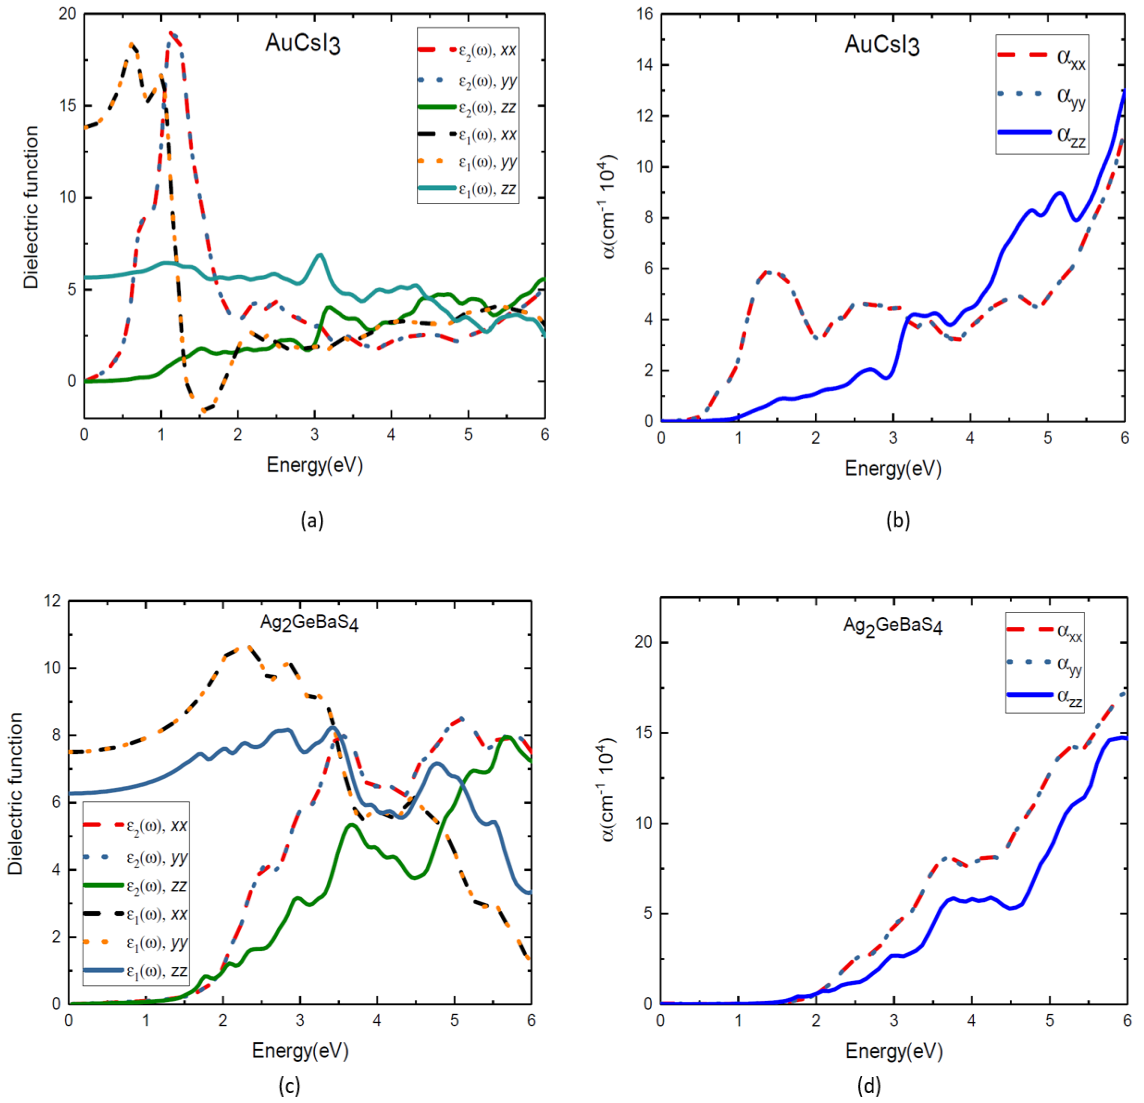 AuCsI3
ε2(ω), xx
ε2(ω), yy
ε2(ω), zz
ε1(ω), xx
ε1(ω), yy
ε1(ω), zz
20
15
10
5
0
Dielectric function
0 1 2 3 4 5 6
Energy(eV)
(a)
AuCsI3
αxx
αyy
αzz
16
14
12
10
8
6
4
2
0
α(cm-1 104)
0 1 2 3 4 5 6
Energy(eV)
(b)
Ag2GeBaS4
12
10
8
6
4
2
0
Dielectric function
ε2(ω), xx
ε2(ω), yy
ε2(ω), zz
ε1(ω), xx
ε1(ω), yy
ε1(ω), zz
0 1 2 3 4 5 6
Energy(eV)
(c)
Ag2GeBaS4
αxx
αyy
αzz
20
15
10
5
0
α(cm-1 104)
0 1 2 3 4 5 6
Energy(eV)
(d)